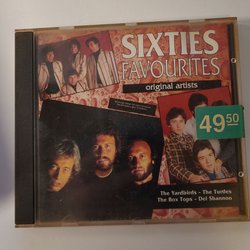 SIXTIES
FAVOURITES
original artists
49 50
The Yardbirds - The Turtles
The Box Tops - Del Shannon